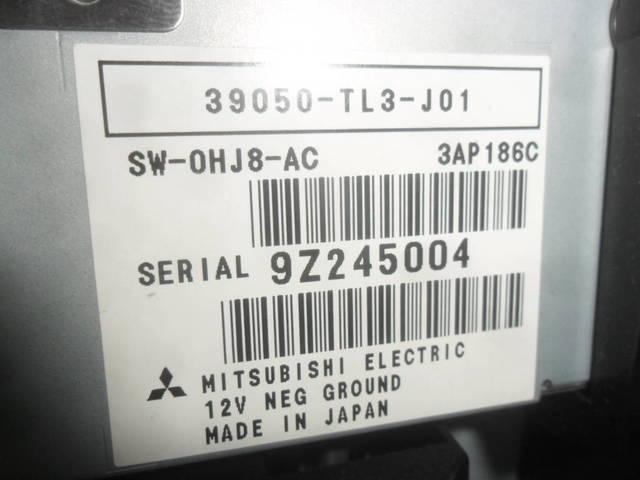 39050-TL3-J01
SW-0HJ8-AC 3AP186C
SERIAL 9Z245004
MITSUBISHI ELECTRIC
12V NEG GROUND
MADE IN JAPAN